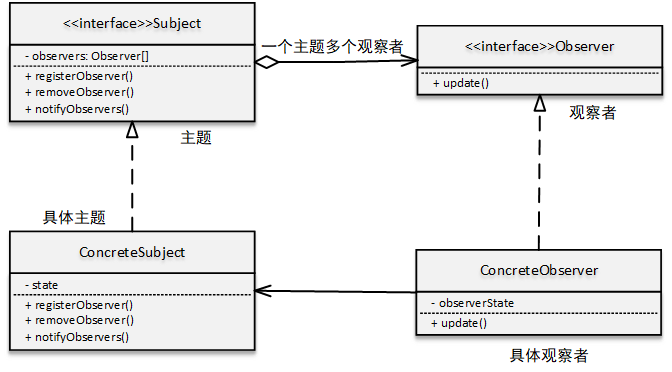 <<interface>>Subject
- observers: Observer[]
+ registerObserver()
+ removeObserver()
+ notifyObservers()
一个主题多个观察者
<<interface>>Observer
+ update()
主题
观察者
具体主题
ConcreteSubject
- state
+ registerObserver()
+ removeObserver()
+ notifyObservers()
ConcreteObserver
- observerState
+ update()
具体观察者